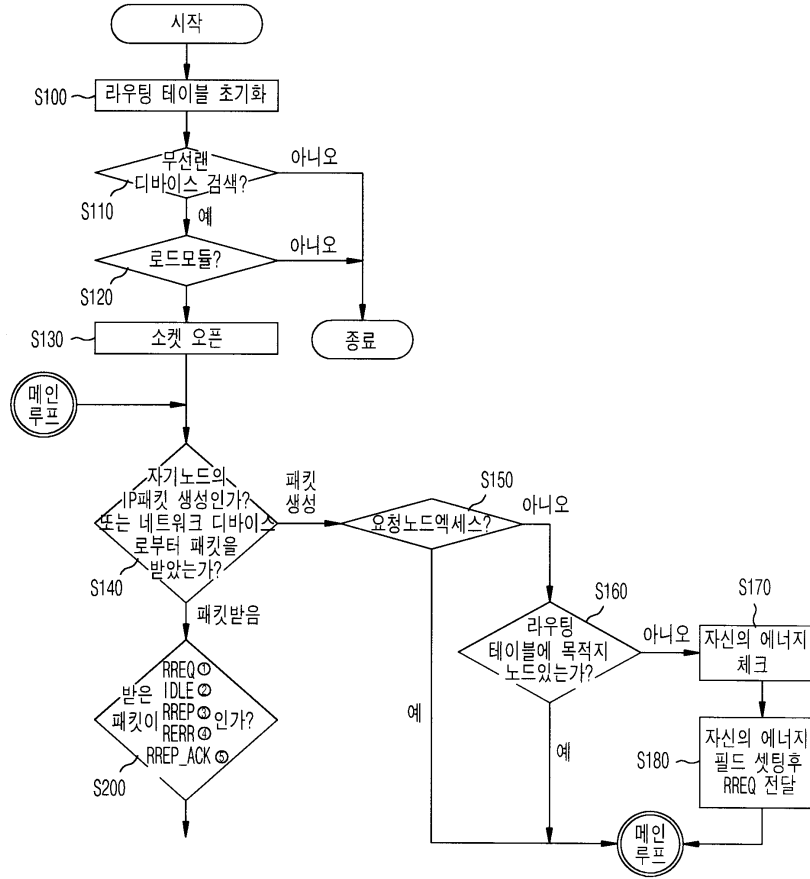 시작
S100
라우팅 테이블 초기화
무선랜
디바이스 검색?
아니오
S110
예
로드모듈?
아니오
S120
S130
소켓 오픈
종료
메인
루프
자기노드의
IP패킷 생성인가?
또는 네트워크 디바이스
로부터 패킷을
받았는가?
패킷
생성
S140
패킷받음
S150
요청노드엑세스?
아니오
예
S160
라우팅
테이블에 목적지
노드있는가?
아니오
예
S170
자신의 에너지
체크
S180
자신의 에너지
필드 셋팅후
RREQ 전달
메인
루프
받은
패킷이
RREQ ①
IDLE ②
RREP ③
RERR ④
RREP_ACK ⑤
인가?
S200